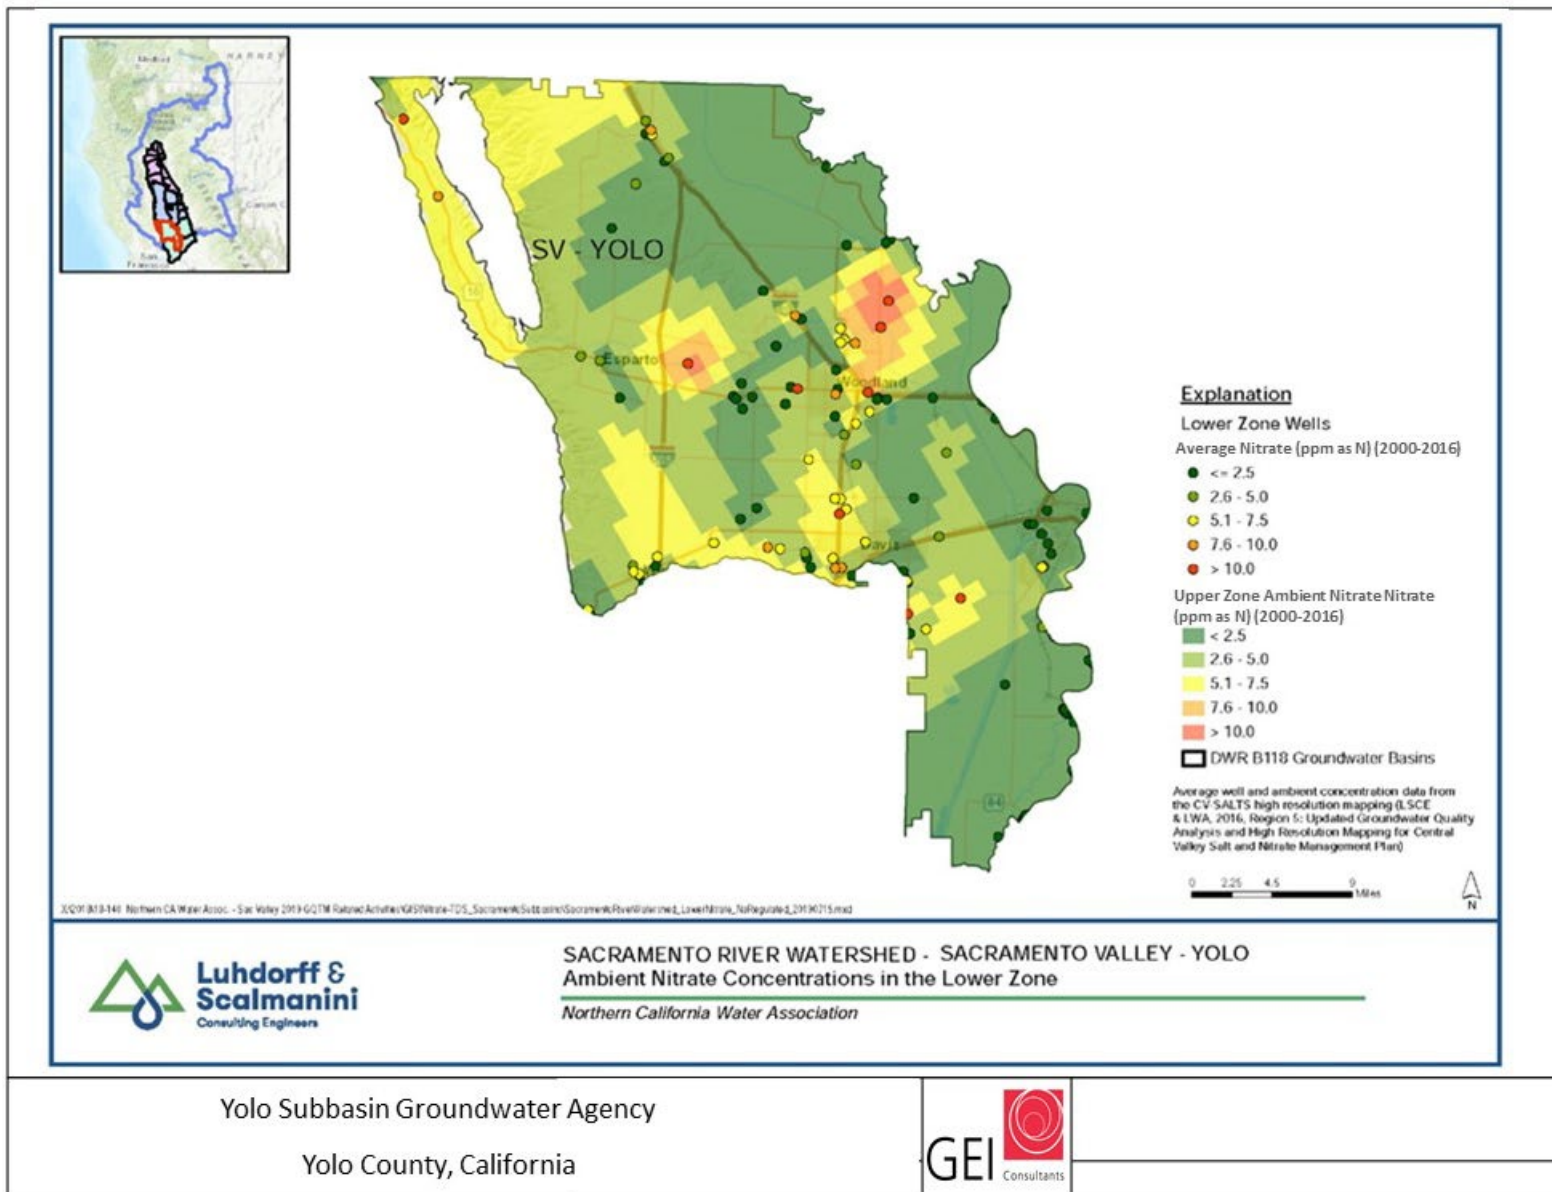 HARNEY
Medford
SV - YOLO
16
Esparto
Woodland
Davis
84
Explanation
Lower Zone Wells
Average Nitrate (ppm as N) (2000-2016)
<= 2.5
2.6 - 5.0
5.1 - 7.5
7.6 - 10.0
> 10.0
Upper Zone Ambient Nitrate Nitrate
(ppm as N) (2000-2016)
< 2.5
2.6 - 5.0
5.1 - 7.5
7.6 - 10.0
> 10.0
DWR B118 Groundwater Basins
Average well and ambient concentration data from
the CV-SALTS high resolution mapping (LSCE
& LWA, 2016, Region 5: Updated Groundwater Quality
Analysis and High Resolution Mapping for Central
Valley Salt and Nitrate Management Plan)
0 2.25 4.5 9
Miles
N
SACRAMENTO RIVER WATERSHED - SACRAMENTO VALLEY - YOLO
Ambient Nitrate Concentrations in the Lower Zone
Northern California Water Association
Luhdorff &
Scalmanini
Consulting Engineers
Yolo Subbasin Groundwater Agency
Yolo County, California
GEI
Consultants